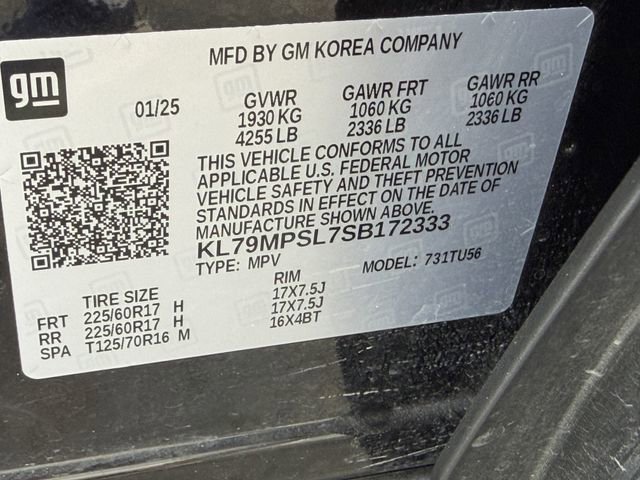 gm
MFD BY GM KOREA COMPANY
01/25
GVWR
1930 KG
4255 LB
GAWR FRT
1060 KG
2336 LB
GAWR RR
1060 KG
2336 LB
THIS VEHICLE CONFORMS TO ALL
APPLICABLE U.S. FEDERAL MOTOR
VEHICLE SAFETY AND THEFT PREVENTION
STANDARDS IN EFFECT ON THE DATE OF
MANUFACTURE SHOWN ABOVE.
KL79MPSL7SB172333
TYPE: MPV MODEL: 731TU56
TIRE SIZE RIM
FRT 225/60R17 H 17X7.5J
RR 225/60R17 H 17X7.5J
SPA T125/70R16 M 16X4BT